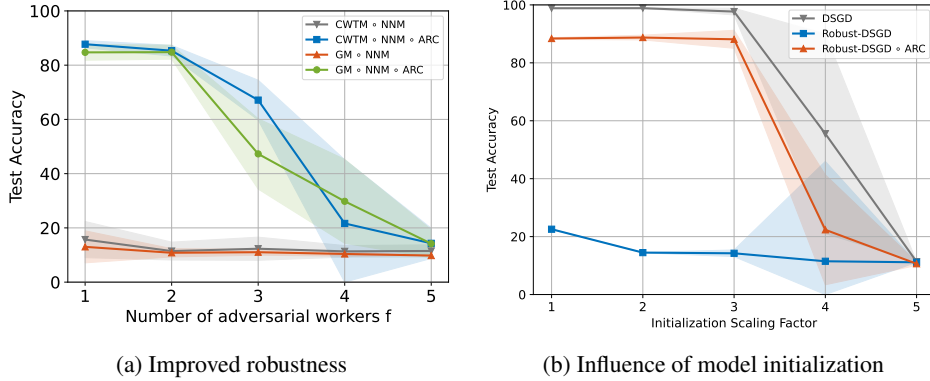 100
80
60
40
20
0
Test Accuracy
1 2 3 4 5
Number of adversarial workers f
CWTM ∘ NNM
CWTM ∘ NNM ∘ ARC
GM ∘ NNM
GM ∘ NNM ∘ ARC
(a) Improved robustness
100
80
60
40
20
0
Test Accuracy
1 2 3 4 5
Initialization Scaling Factor
DSGD
Robust-DSGD
Robust-DSGD ∘ ARC
(b) Influence of model initialization